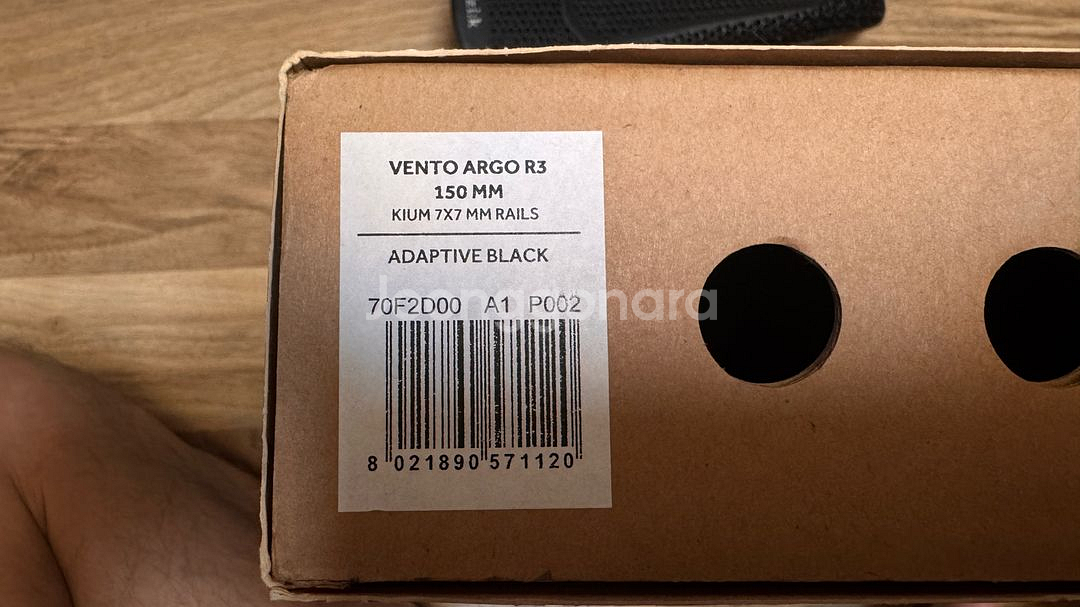 VENTO ARGO R3
150 MM
KIUM 7X7 MM RAILS
ADAPTIVE BLACK
70F2D00 A1 P002
8 021890 571120